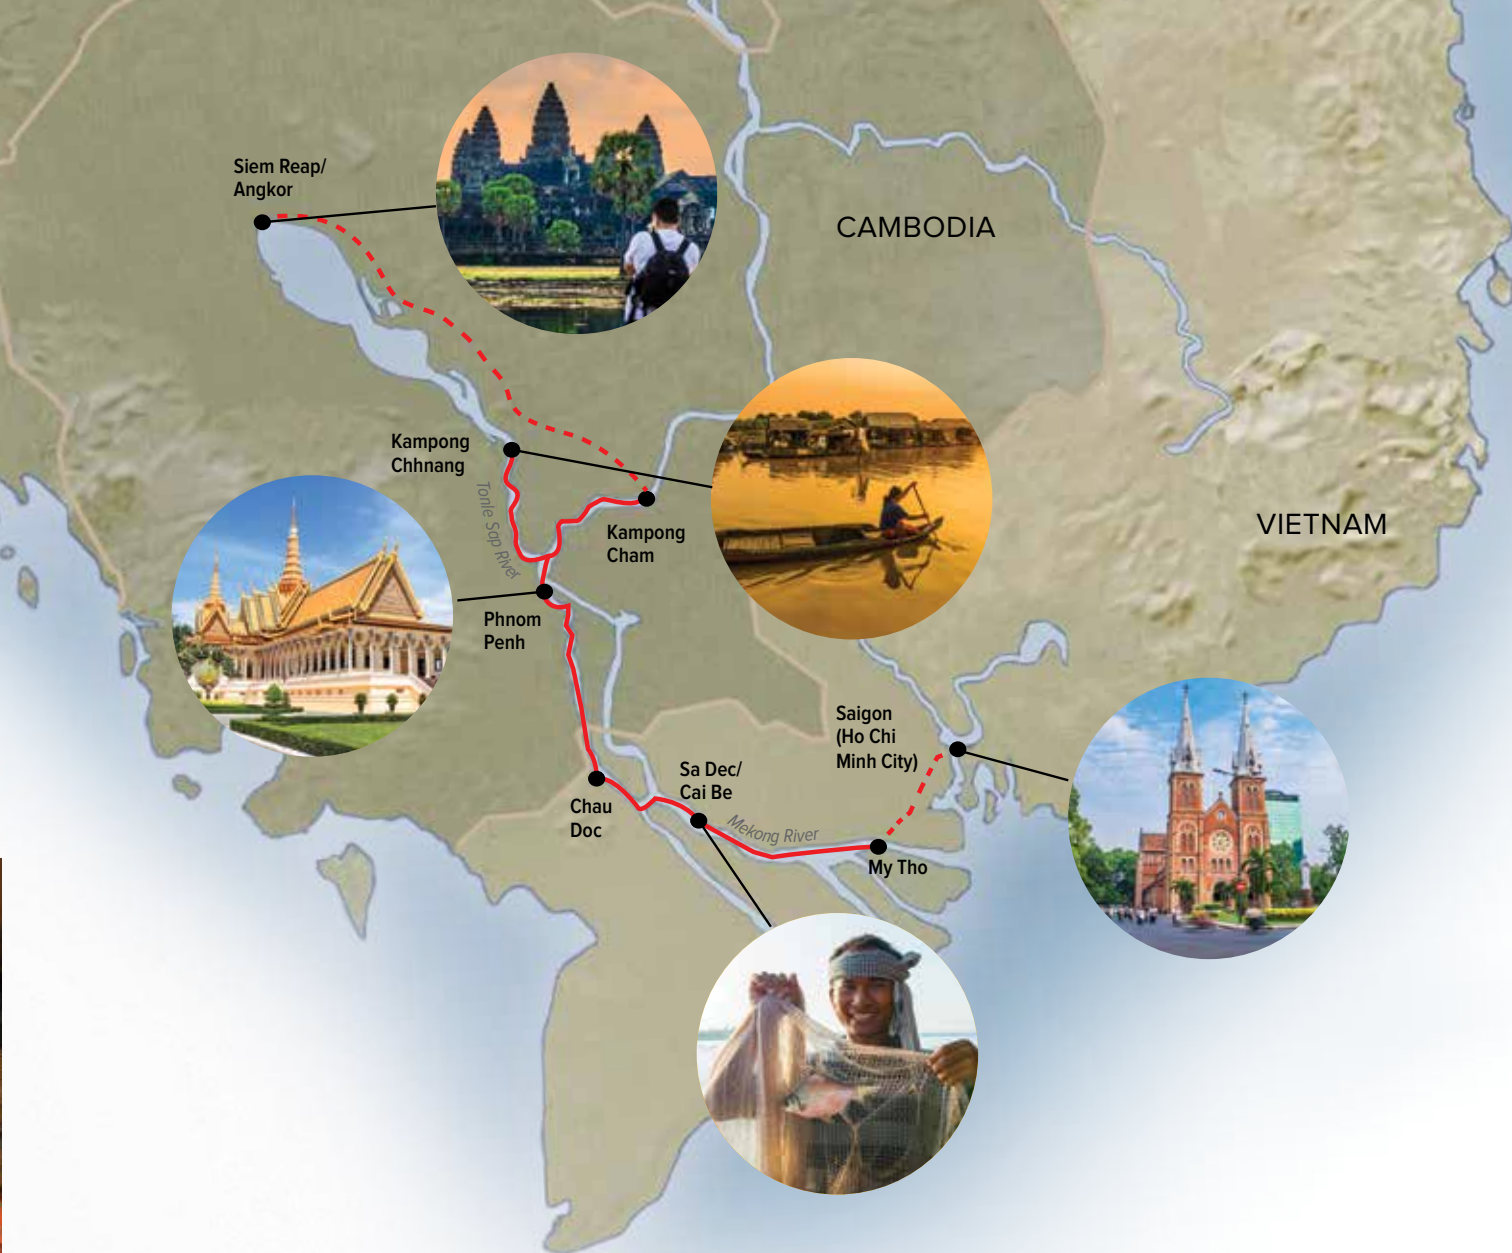 Siem Reap/
Angkor
CAMBODIA
Kampong
Chhnang
Tonle Sap River
Kampong
Cham
VIETNAM
Phnom
Penh
Saigon
(Ho Chi
Minh City)
Sa Dec/
Cai Be
Chau
Doc
Mekong River
My Tho